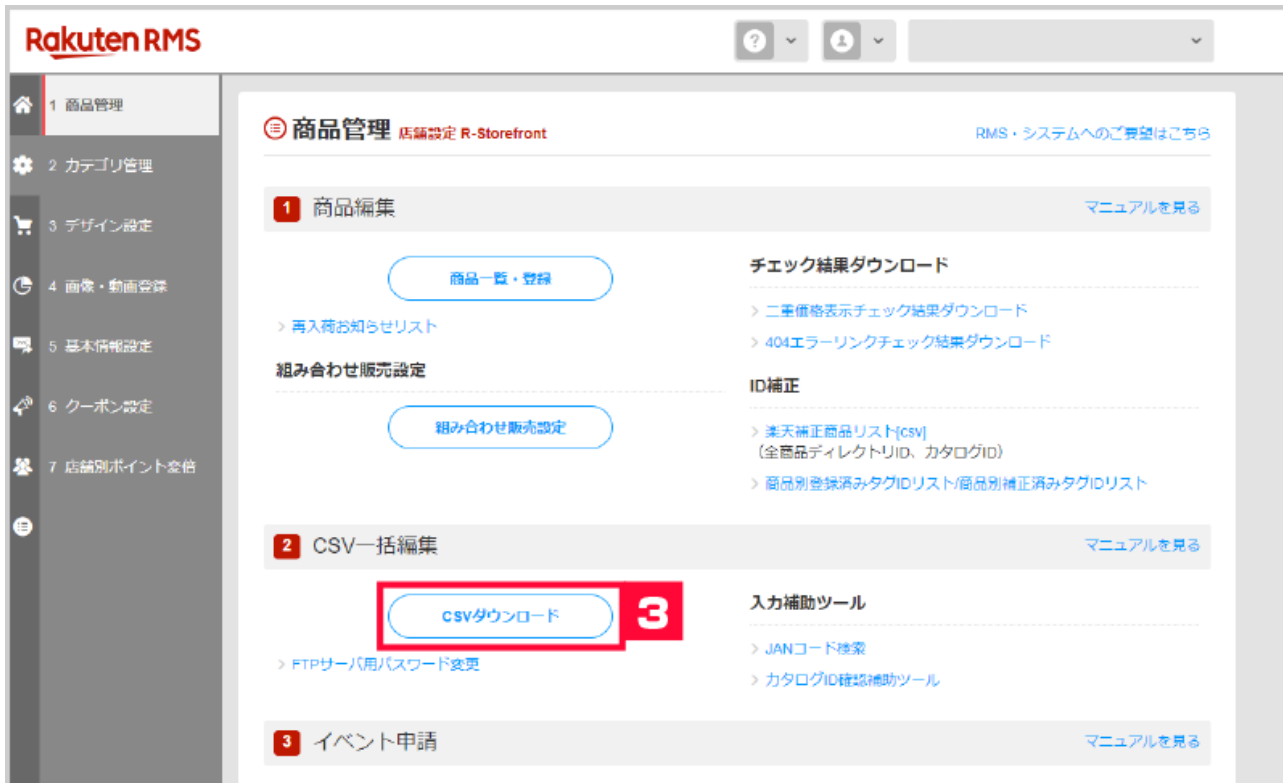 Rakuten RMS
1 商品管理
2 カテゴリ管理
3 デザイン設定
4 画像・動画登録
5 基本情報設定
6 クーポン設定
7 店舗別ポイント変倍
商品管理 店舗設定 R-Storefront
RMS・システムへのご要望はこちら
1 商品編集
マニュアルを見る
商品一覧・登録
> 再入荷お知らせリスト
組み合わせ販売設定
組み合わせ販売設定
チェック結果ダウンロード
> 二重価格表示チェック結果ダウンロード
> 404エラーリンクチェック結果ダウンロード
ID補正
> 楽天補正商品リスト[csv]
（全商品ディレクトリID、カタログID）
> 商品別登録済みタグIDリスト/商品別補正済みタグIDリスト
2 CSV一括編集
マニュアルを見る
CSVダウンロード
3
> FTPサーバ用パスワード変更
入力補助ツール
> JANコード検索
> カタログID確認補助ツール
3 イベント申請
マニュアルを見る